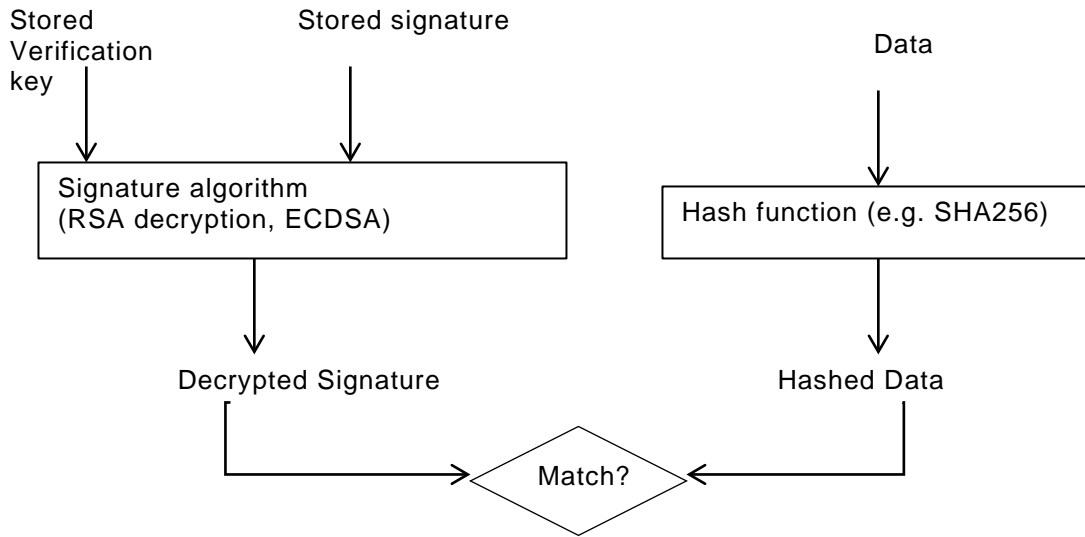 Stored
Verification
key
Stored signature
Data
Signature algorithm
(RSA decryption, ECDSA)
Hash function (e.g. SHA256)
Decrypted Signature
Hashed Data
Match?